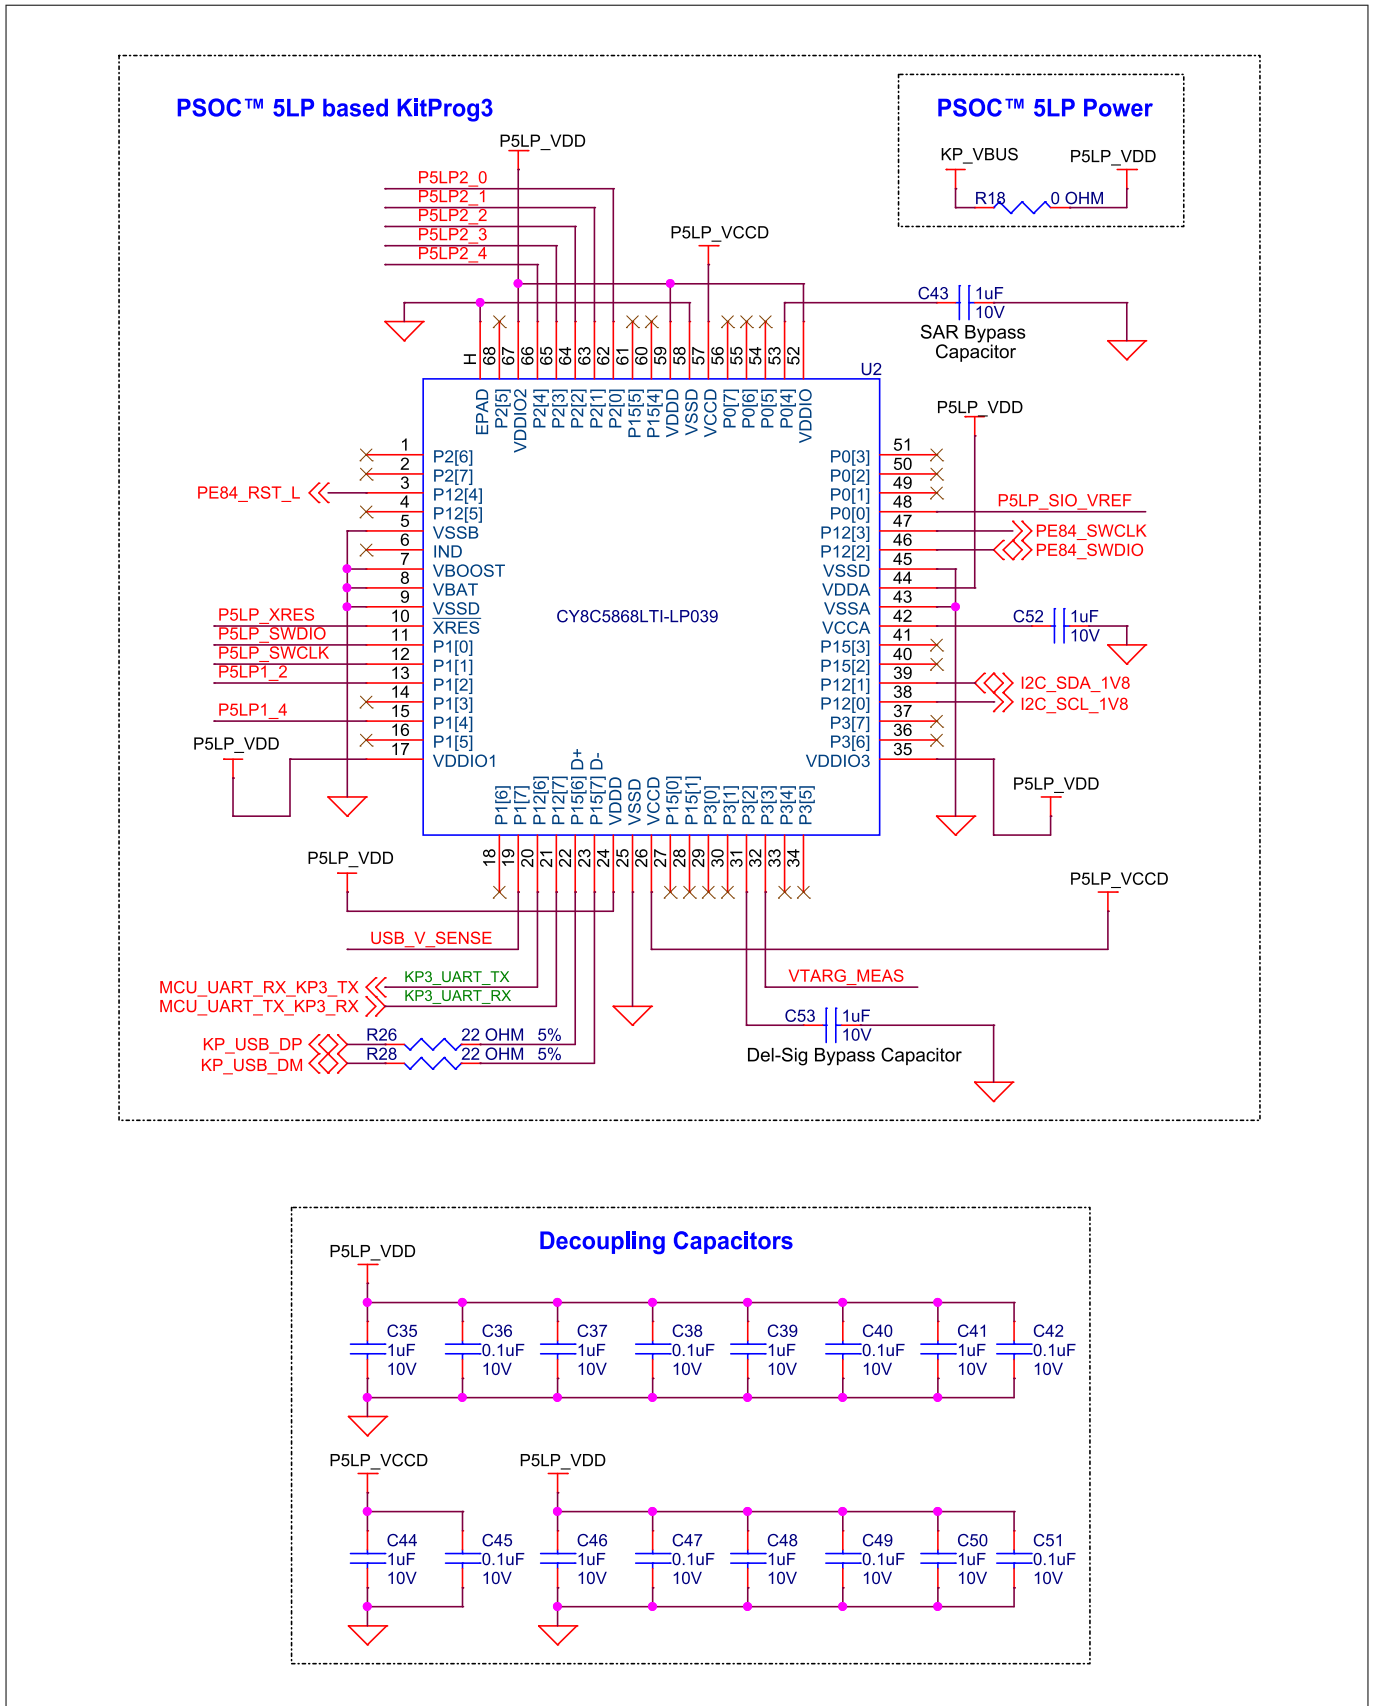 PSOC™ 5LP based KitProg3
PSOC™ 5LP Power
KP_VBUS
P5LP_VDD
R18
0 OHM
P5LP_VDD
P5LP2_0
P5LP2_1
P5LP2_2
P5LP2_3
P5LP2_4
P5LP_VCCD
C43
1uF
10V
SAR Bypass
Capacitor
H 68 67 66 65 64 63 62 61 60 59 58 57 56 55 54 53 52
U2
EPAD P2[5] VDDIO2 P2[4] P2[3] P2[2] P2[1] P2[0] P15[5] P15[4] VDDD VSSD VCCD P0[7] P0[6] P0[5] P0[4] VDDIO
P5LP_VDD
1 P2[6]
2 P2[7]
PE84_RST_L 3 P12[4]
4 P12[5]
5 VSSB
6 IND
7 VBOOST
8 VBAT
9 VSSD
P5LP_XRES 10 XRES
P5LP_SWDIO 11 P1[0]
P5LP_SWCLK 12 P1[1]
P5LP1_2 13 P1[2]
14 P1[3]
P5LP1_4 15 P1[4]
16 P1[5]
P5LP_VDD 17 VDDIO1
CY8C5868LTI-LP039
P0[3] 51
P0[2] 50
P0[1] 49
P0[0] 48 P5LP_SIO_VREF
P12[3] 47 PE84_SWCLK
P12[2] 46 PE84_SWDIO
VSSD 45
VDDA 44
VSSA 43
VCCA 42 C52 1uF
10V
P15[3] 41
P15[2] 40
P12[1] 39 I2C_SDA_1V8
P12[0] 38 I2C_SCL_1V8
P3[7] 37
P3[6] 36
VDDIO3 35
P5LP_VDD
P1[6] P1[7] P12[6] P12[7] P15[6] D+ P15[7] D- VDDD VSSD VCCD P15[0] P15[1] P3[0] P3[1] P3[2] P3[3] P3[4] P3[5]
18 19 20 21 22 23 24 25 26 27 28 29 30 31 32 33 34
P5LP_VDD
P5LP_VCCD
USB_V_SENSE
VTARG_MEAS
MCU_UART_RX_KP3_TX KP3_UART_TX
MCU_UART_TX_KP3_RX KP3_UART_RX
C53 1uF
10V
Del-Sig Bypass Capacitor
KP_USB_DP R26 22 OHM 5%
KP_USB_DM R28 22 OHM 5%
Decoupling Capacitors
P5LP_VDD
C35 C36 C37 C38 C39 C40 C41 C42
1uF 0.1uF 1uF 0.1uF 1uF 0.1uF 1uF 0.1uF
10V 10V 10V 10V 10V 10V 10V 10V
P5LP_VCCD P5LP_VDD
C44 C45 C46 C47 C48 C49 C50 C51
1uF 0.1uF 1uF 0.1uF 1uF 0.1uF 1uF 0.1uF
10V 10V 10V 10V 10V 10V 10V 10V